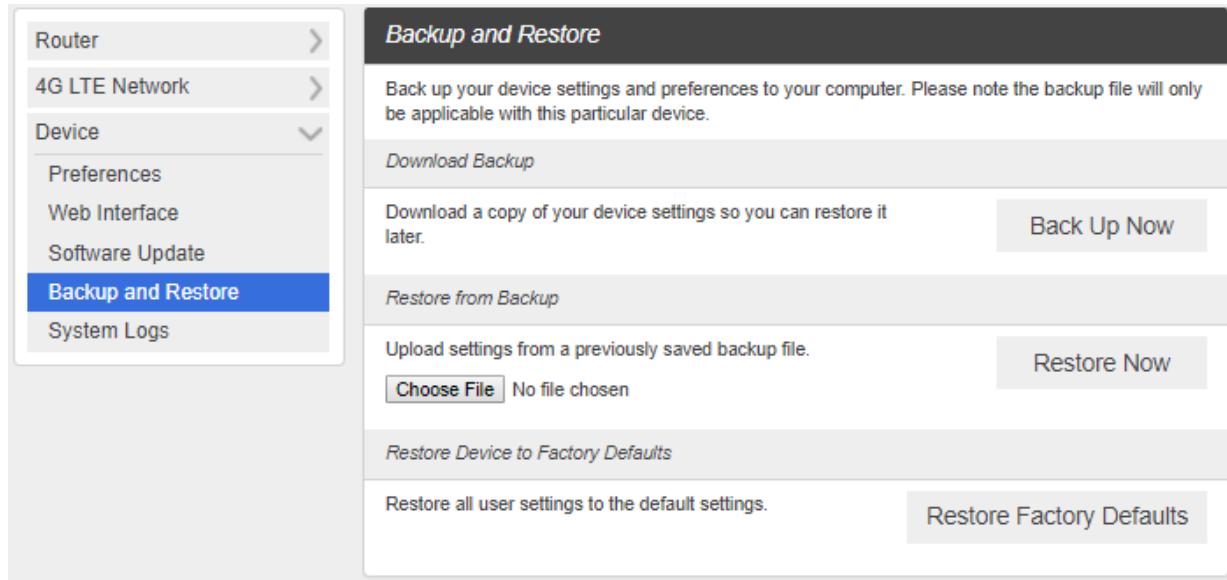 Router
4G LTE Network
Device
Preferences
Web Interface
Software Update
Backup and Restore
System Logs
Backup and Restore
Back up your device settings and preferences to your computer. Please note the backup file will only
be applicable with this particular device.
Download Backup
Download a copy of your device settings so you can restore it
later.
Back Up Now
Restore from Backup
Upload settings from a previously saved backup file.
Choose File No file chosen
Restore Now
Restore Device to Factory Defaults
Restore all user settings to the default settings.
Restore Factory Defaults